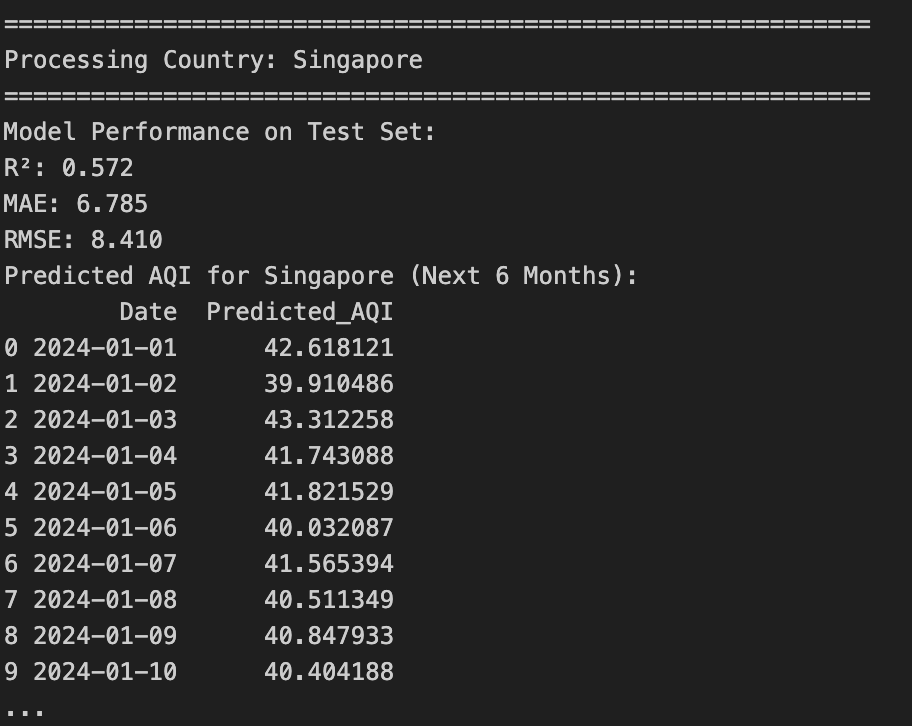 ============================================================
Processing Country: Singapore
============================================================
Model Performance on Test Set:
R²: 0.572
MAE: 6.785
RMSE: 8.410
Predicted AQI for Singapore (Next 6 Months):
        Date  Predicted_AQI
0 2024-01-01      42.618121
1 2024-01-02      39.910486
2 2024-01-03      43.312258
3 2024-01-04      41.743088
4 2024-01-05      41.821529
5 2024-01-06      40.032087
6 2024-01-07      41.565394
7 2024-01-08      40.511349
8 2024-01-09      40.847933
9 2024-01-10      40.404188
...